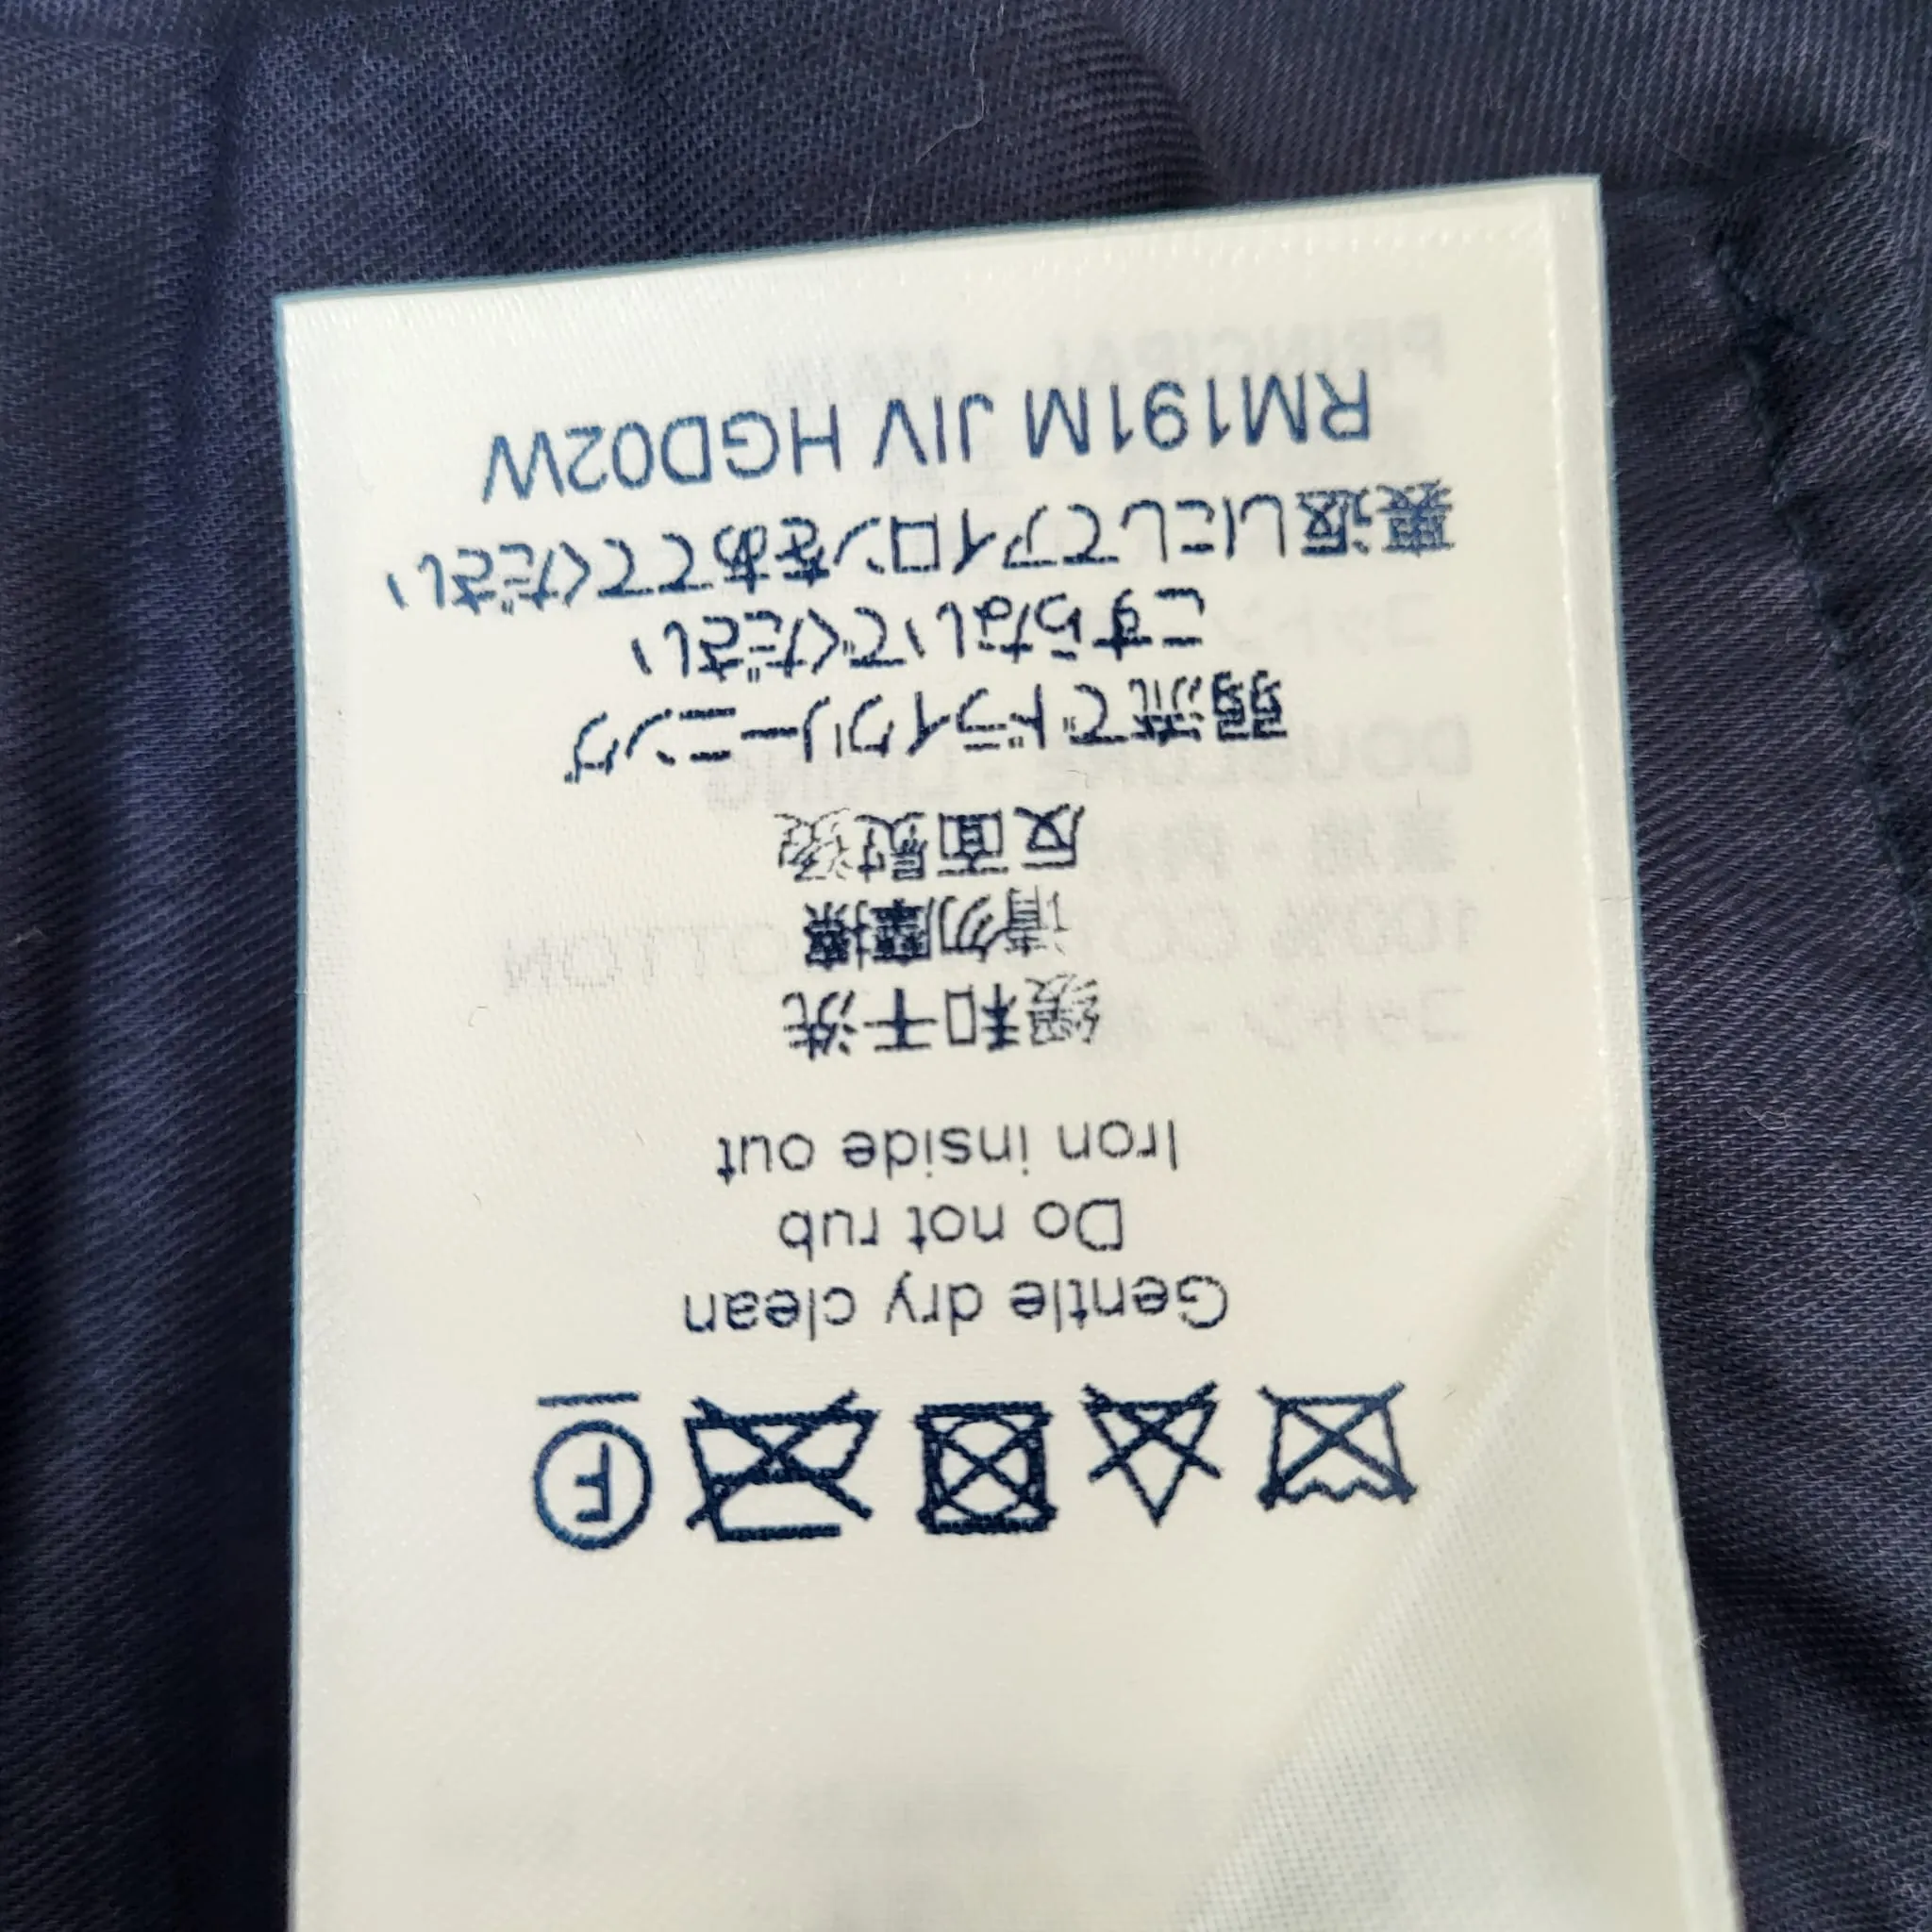 F
Gentle dry clean
Do not rub
Iron inside out
缓和干洗
请勿摩擦
反面熨烫
弱流でドライクリーニング
こすらないでください
裏返しにしてアイロンをあててください
RM191M JIV HGD02W